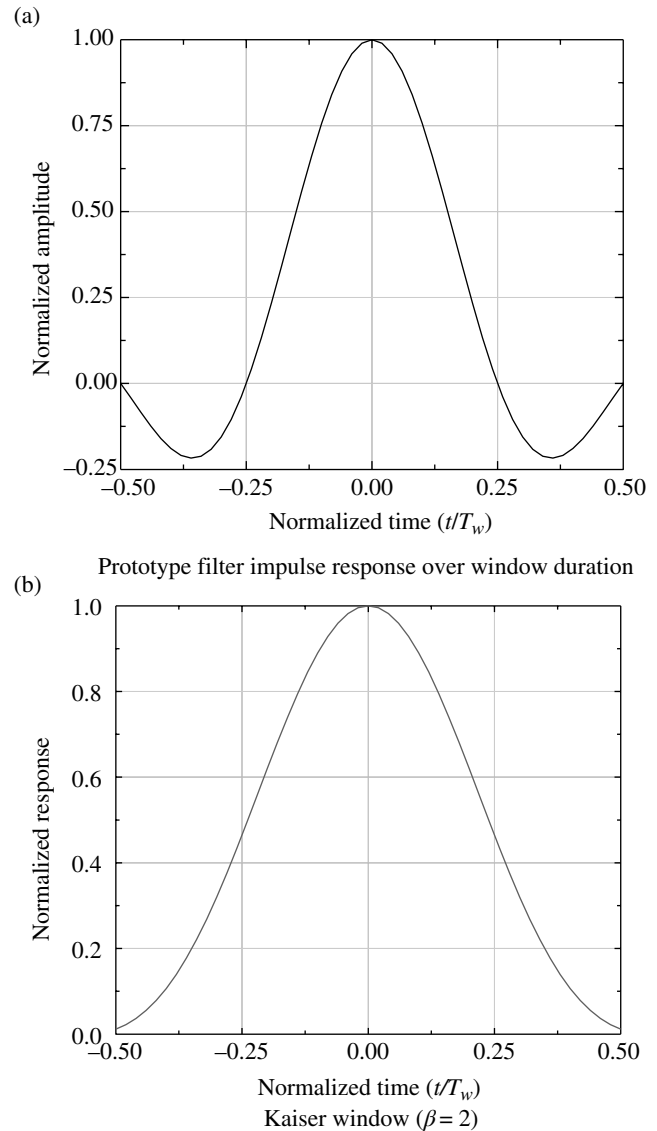 (a)
1.00
0.75
0.50
0.25
0.00
–0.25
Normalized amplitude
–0.50
–0.25
0.00
0.25
0.50
Normalized time (t/Tw)
Prototype filter impulse response over window duration
(b)
1.0
0.8
0.6
0.4
0.2
0.0
Normalized response
–0.50
–0.25
0.00
0.25
0.50
Normalized time (t/Tw)
Kaiser window (β = 2)